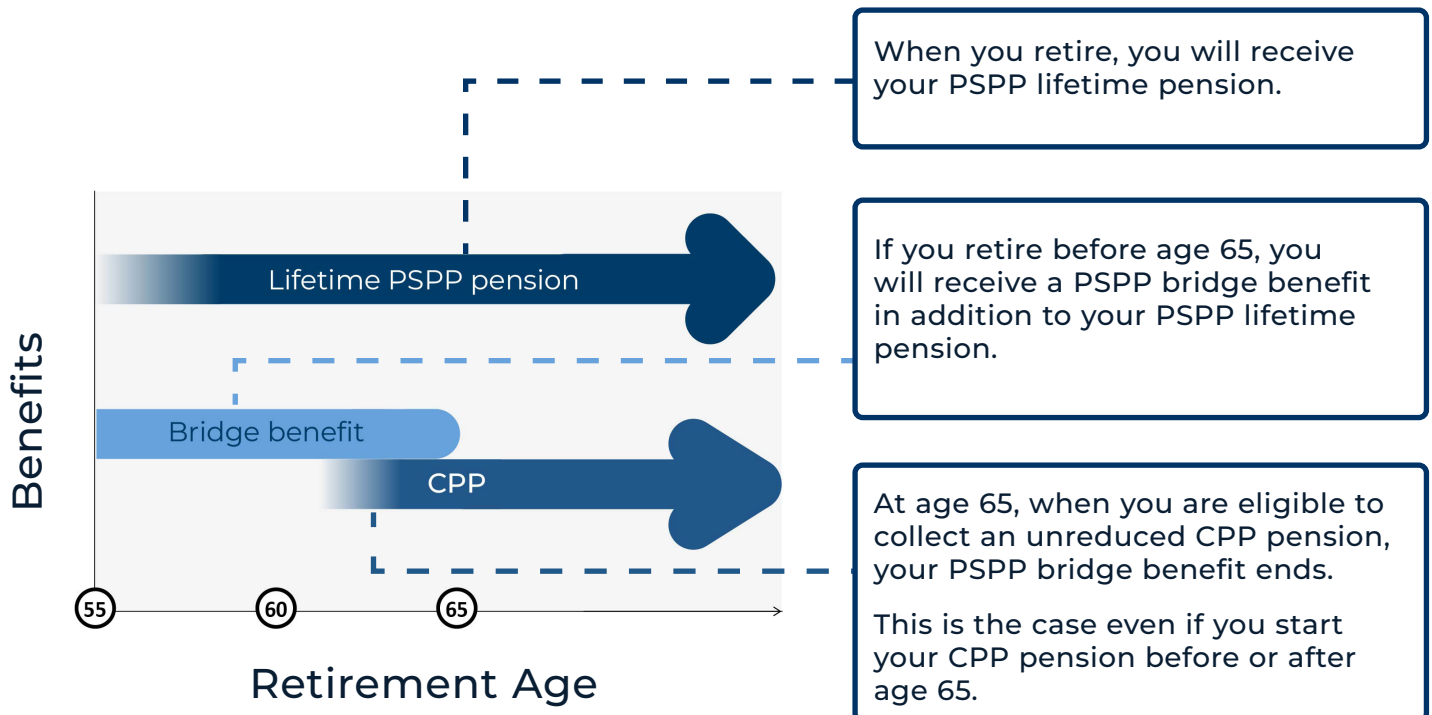 When you retire, you will receive
your PSPP lifetime pension.
Lifetime PSPP pension
If you retire before age 65, you
will receive a PSPP bridge benefit
in addition to your PSPP lifetime
pension.
Benefits
Bridge benefit
CPP
At age 65, when you are eligible to
collect an unreduced CPP pension,
your PSPP bridge benefit ends.
This is the case even if you start
your CPP pension before or after
age 65.
55
60
65
Retirement Age